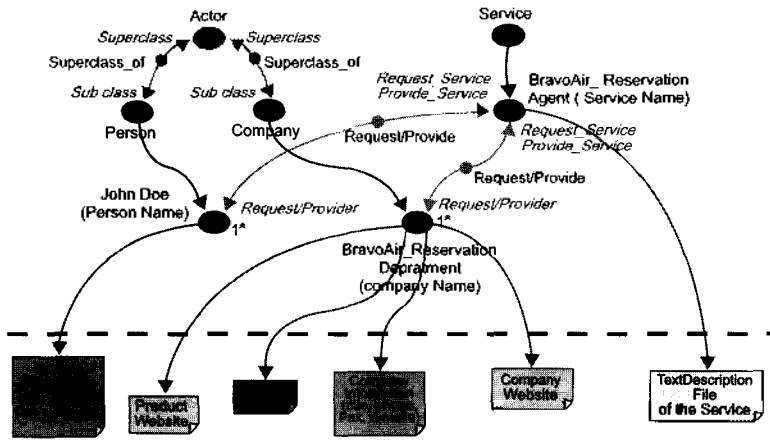 Actor
Service
Superclass
Superclass
Superclass_of
Superclass_of
Sub class
Sub class
Person
Company
Request_Service
Provide_Service
BravoAir_ Reservation
Agent ( Service Name)
Request/Provide
Request_Service
Provide_Service
Request/Provide
John Doe
(Person Name)
Request/Provider
1*
Request/Provider
1*
BravoAir_Reservation
Depratment
(company Name)
Product
Website
Company
Website
TextDescription
File
of the Service